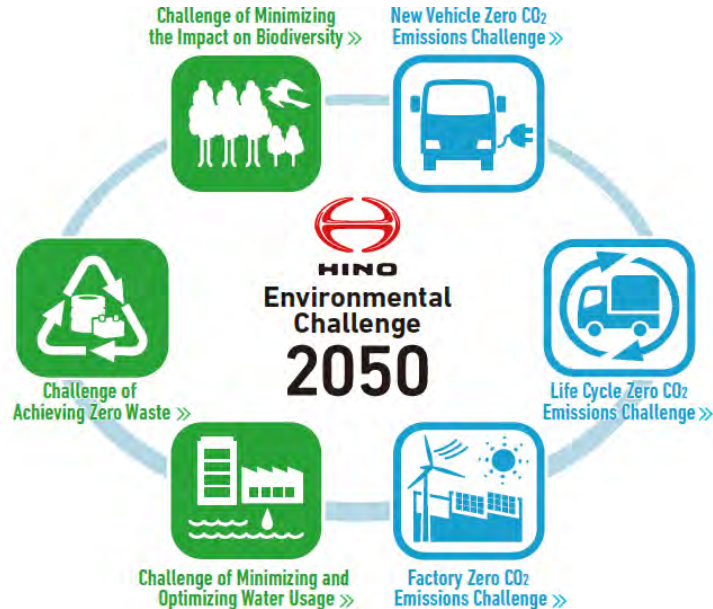 Challenge of Minimizing
the Impact on Biodiversity »
New Vehicle Zero CO₂
Emissions Challenge »
HINO
Environmental
Challenge
2050
Challenge of
Achieving Zero Waste »
Life Cycle Zero CO₂
Emissions Challenge »
Challenge of Minimizing and
Optimizing Water Usage »
Factory Zero CO₂
Emissions Challenge »